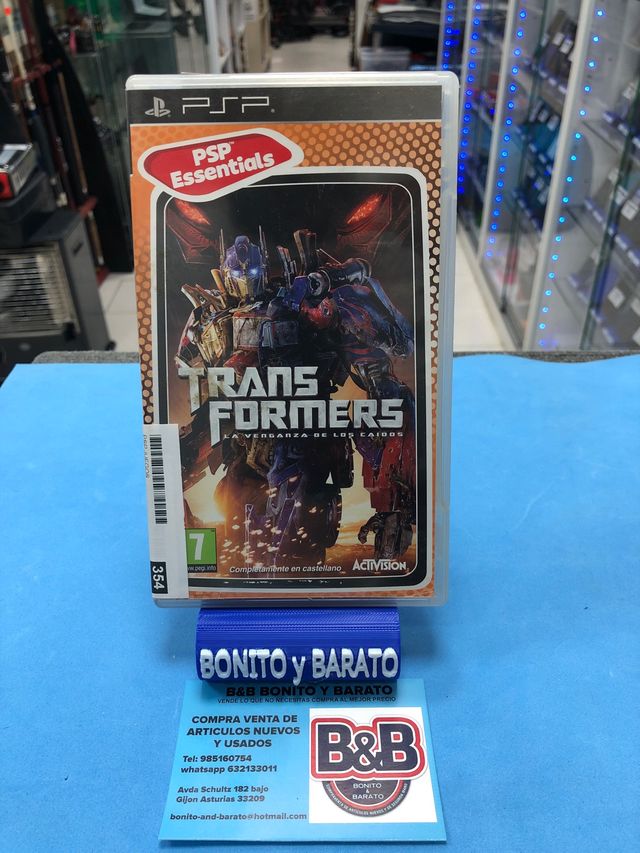 PSP
PSP
Essentials
TRANS
FORMERS
LA VENGANZA DE LOS CAIDOS
354
7
www.pegi.info
Completamente en castellano
ACTIVISION
BONITO y BARATO
B&B BONITO Y BARATO
VENDE LO QUE NO NECESITAS COMPRA AL MEJOR PRECIO
COMPRA VENTA DE
ARTICULOS NUEVOS
Y USADOS
Tel: 985160754
whatsapp 632133011
Avda Schultz 182 bajo
Gijon Asturias 33209
bonito-and-barato@hotmail.com
B&B
BONITO
&
BARATO